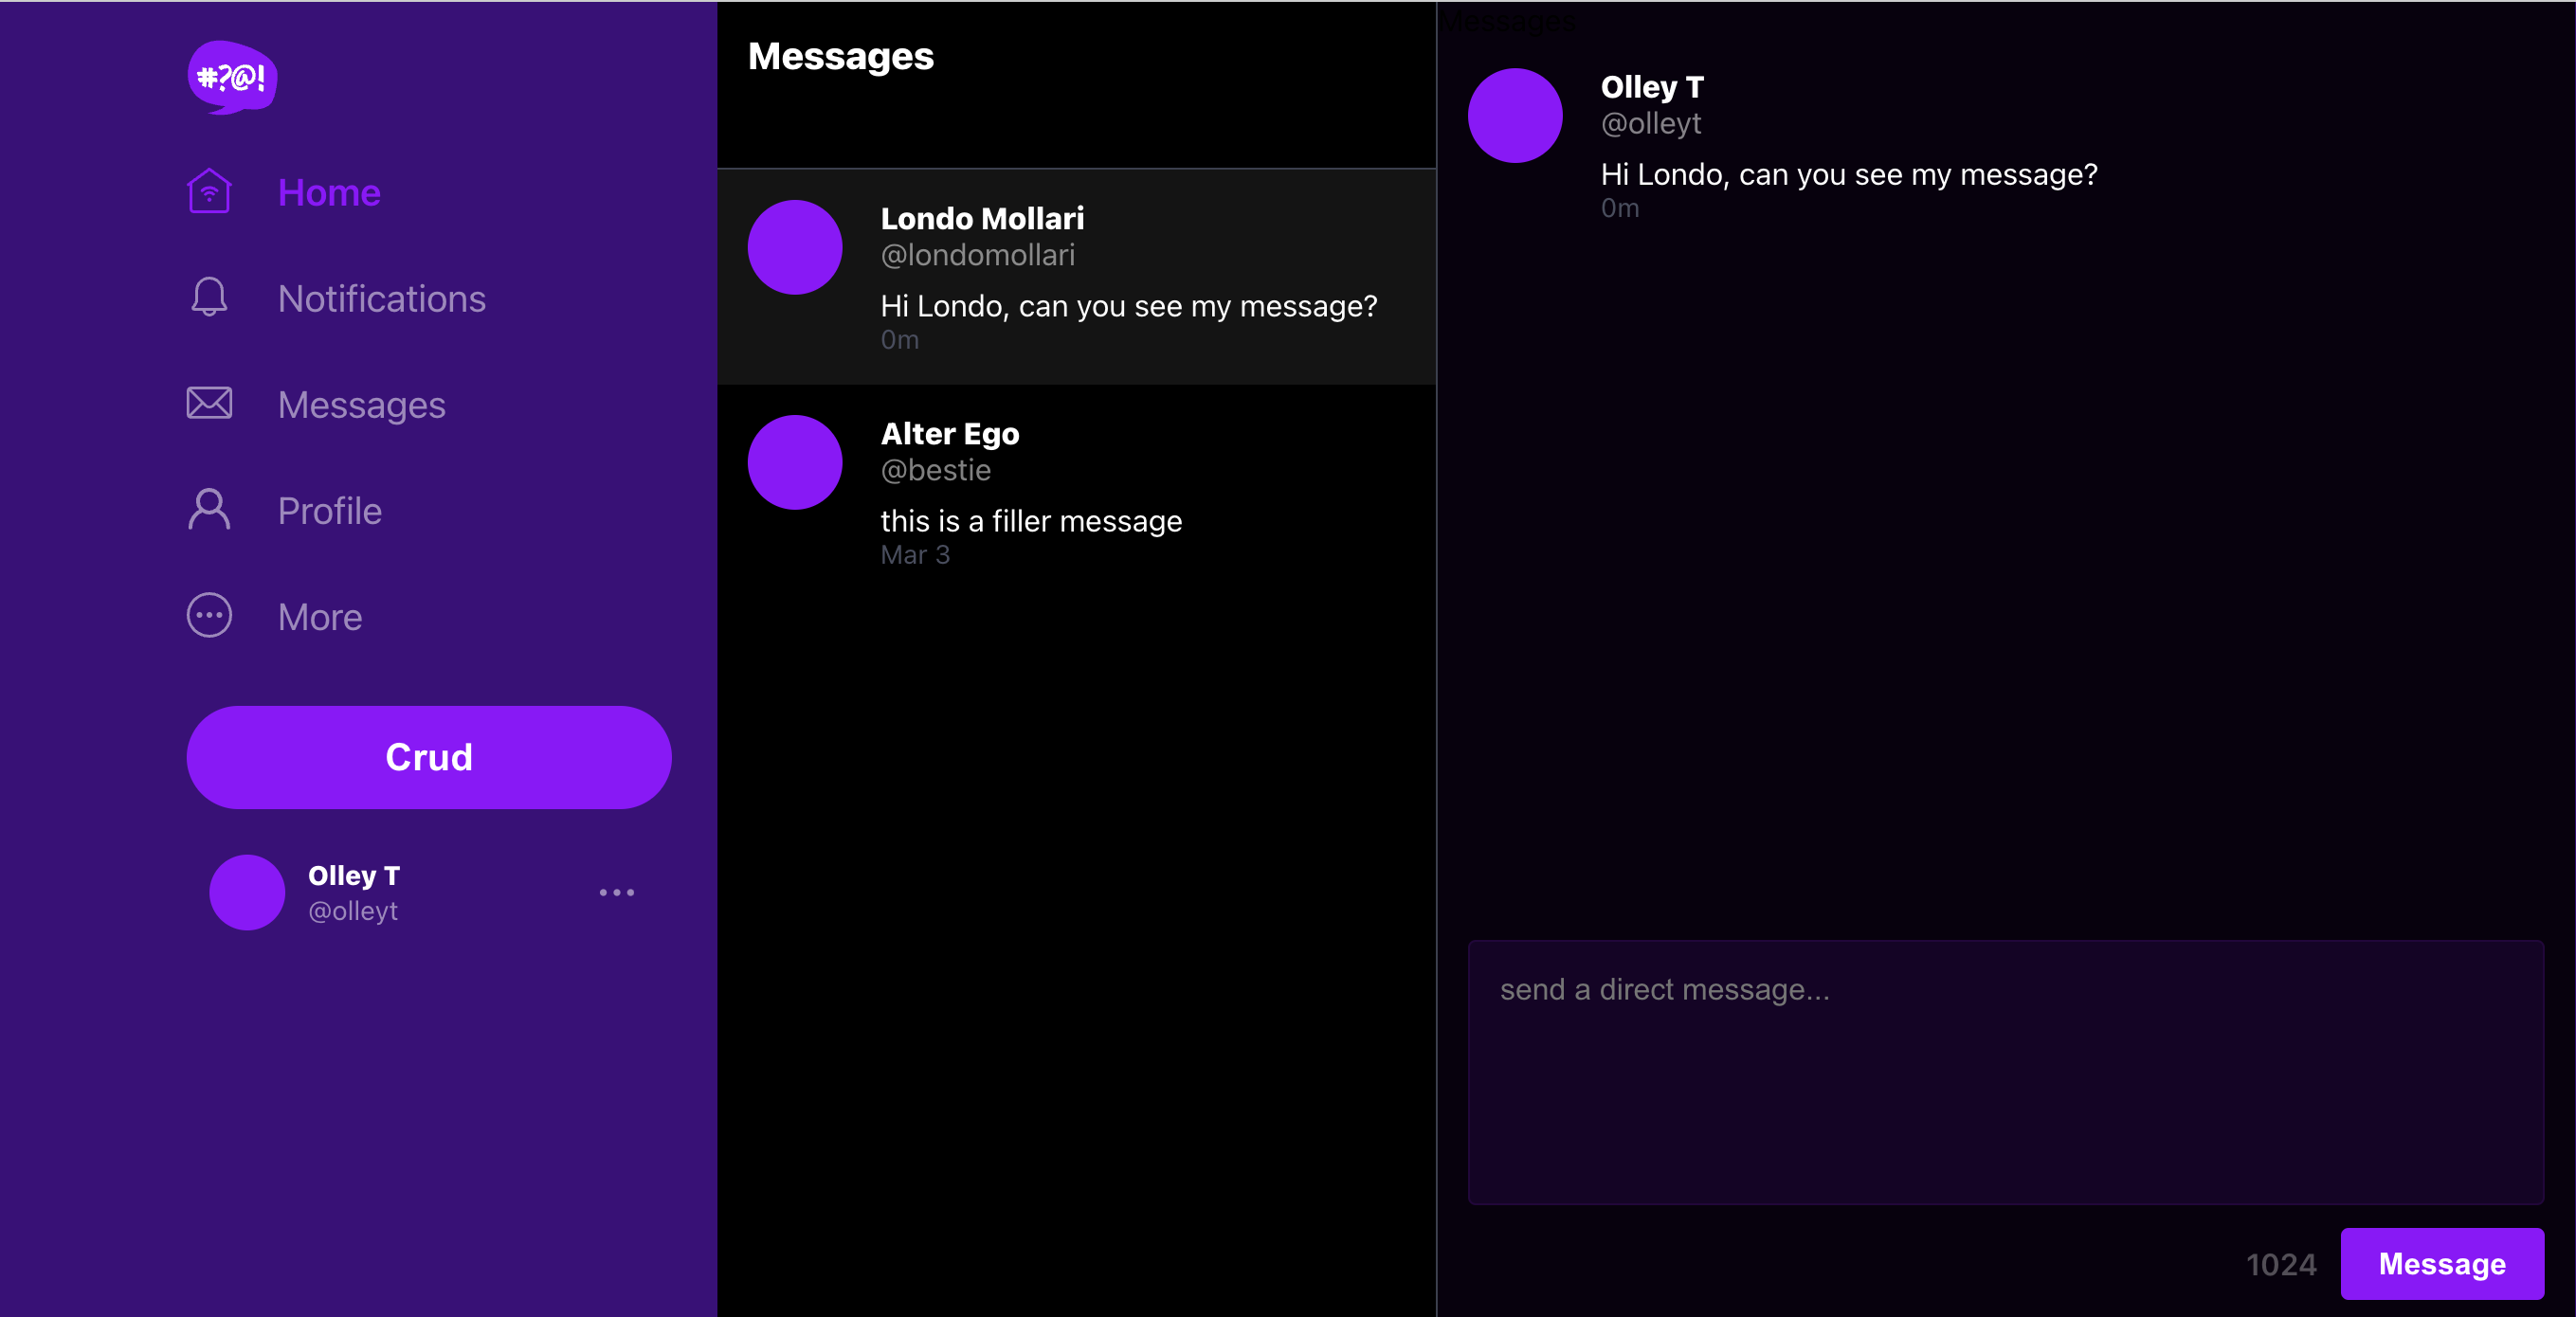 #?@!
Home
Notifications
Messages
Profile
More
Crud
Olley T
@olleyt
Messages
Londo Mollari
@londomollari
Hi Londo, can you see my message?
0m
Alter Ego
@bestie
this is a filler message
Mar 3
Messages
Olley T
@olleyt
Hi Londo, can you see my message?
0m
send a direct message...
1024
Message